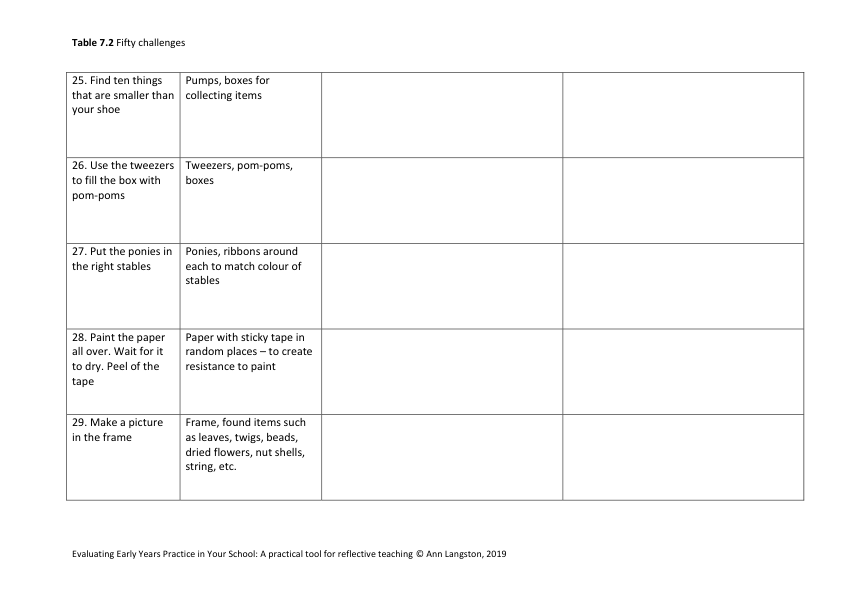 Table 7.2 Fifty challenges
25. Find ten things
that are smaller than
your shoe
Pumps, boxes for
collecting items
26. Use the tweezers
to fill the box with
pom-poms
Tweezers, pom-poms,
boxes
27. Put the ponies in
the right stables
Ponies, ribbons around
each to match colour of
stables
28. Paint the paper
all over. Wait for it
to dry. Peel of the
tape
Paper with sticky tape in
random places – to create
resistance to paint
29. Make a picture
in the frame
Frame, found items such
as leaves, twigs, beads,
dried flowers, nut shells,
string, etc.
Evaluating Early Years Practice in Your School: A practical tool for reflective teaching © Ann Langston, 2019